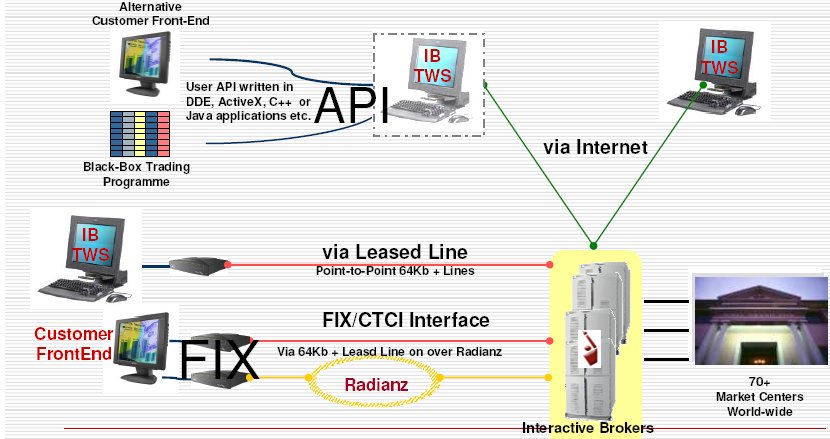 Alternative
Customer Front-End
IB
TWS
IB
TWS
User API written in
DDE, ActiveX, C++ or
Java applications etc.
API
via Internet
Black-Box Trading
Programme
IB
TWS
via Leased Line
Point-to-Point 64Kb + Lines
Customer
FrontEnd
FIX
FIX/CTCI Interface
Via 64Kb + Leasd Line on over Radianz
Radianz
70+
Market Centers
World-wide
Interactive Brokers